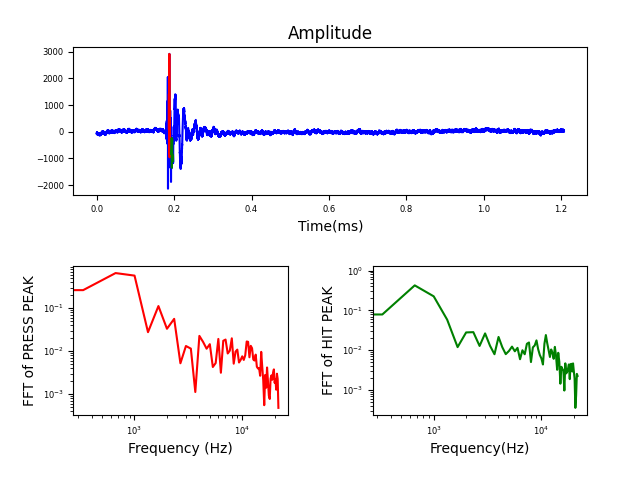 Amplitude
3000
2000
1000
0
−1000
−2000
0.0 0.2 0.4 0.6 0.8 1.0 1.2
Time(ms)
FFT of PRESS PEAK
10⁻¹
10⁻²
10⁻³
10³ 10⁴
Frequency (Hz)
FFT of HIT PEAK
10⁰
10⁻¹
10⁻²
10⁻³
10³ 10⁴
Frequency(Hz)